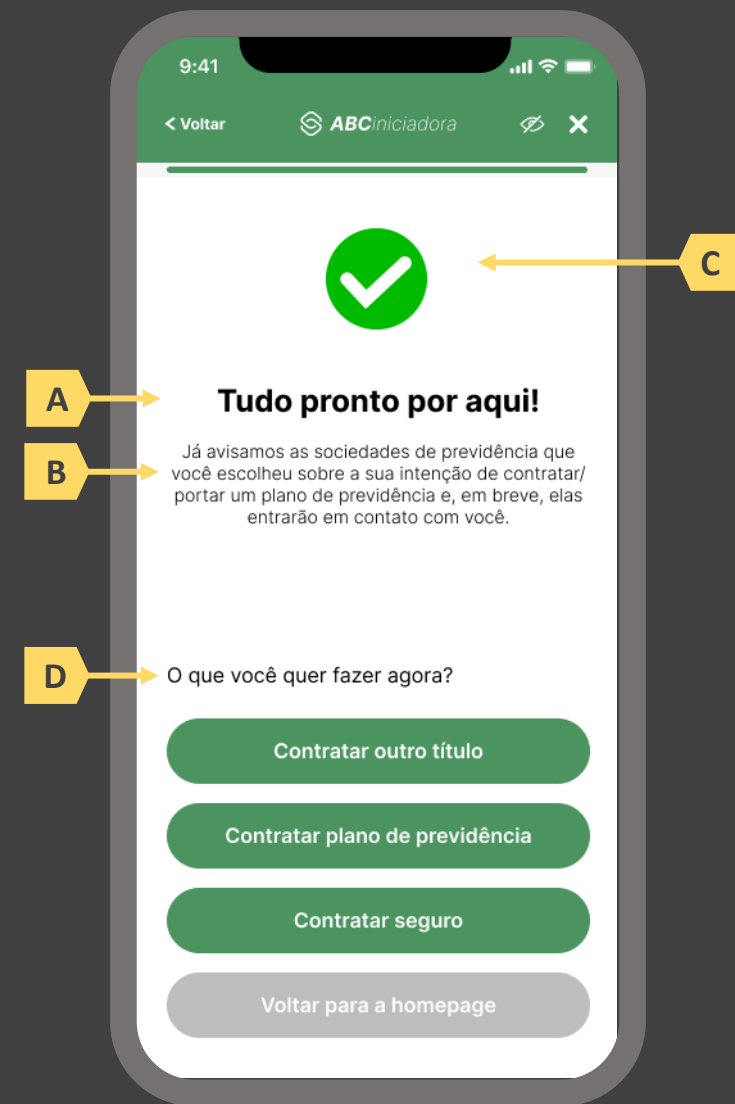 9:41
< Voltar
ABCiniciadora
C
A
Tudo pronto por aqui!
B
Já avisamos as sociedades de previdência que
você escolheu sobre a sua intenção de contratar/
portar um plano de previdência e, em breve, elas
entrarão em contato com você.
D
O que você quer fazer agora?
Contratar outro título
Contratar plano de previdência
Contratar seguro
Voltar para a homepage